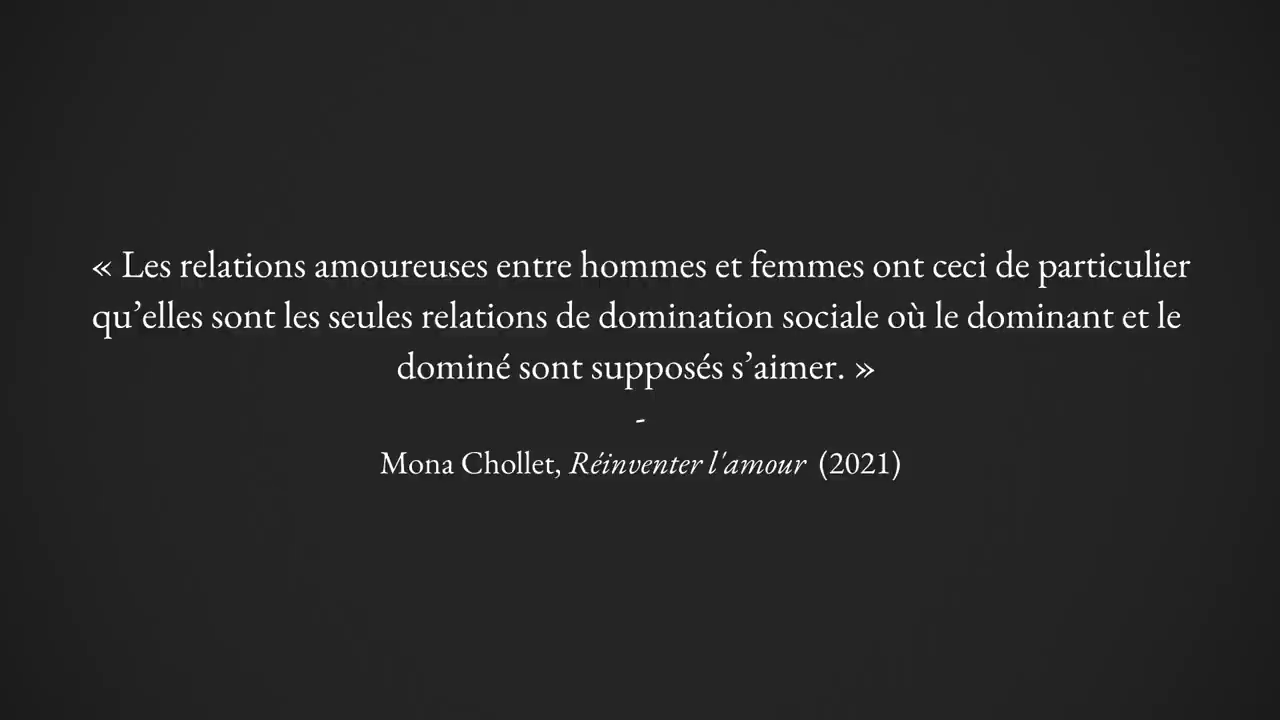 « Les relations amoureuses entre hommes et femmes ont ceci de particulier
qu’elles sont les seules relations de domination sociale où le dominant et le
dominé sont supposés s’aimer. »
-
Mona Chollet, Réinventer l'amour (2021)